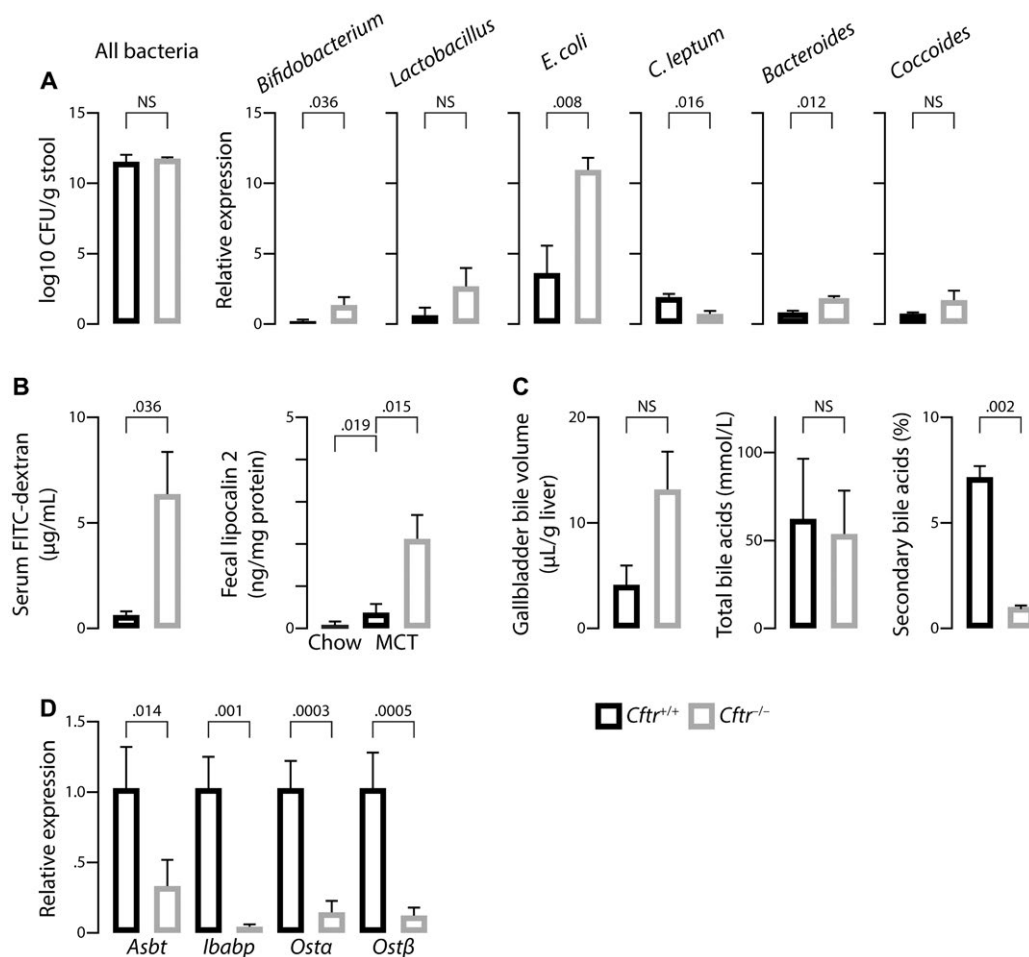 All bacteria
Bifidobacterium
Lactobacillus
E. coli
C. leptum
Bacteroides
Coccoides
A
NS
.036
NS
.008
.016
.012
NS
log10 CFU/g stool
15
10
5
0
Relative expression
15
10
5
0
B
.036
Serum FITC-dextran
(µg/mL)
10
5
0
.019
.015
Fecal lipocalin 2
(ng/mg protein)
5
0
Chow
MCT
C
NS
Gallbladder bile volume
(µL/g liver)
20
10
0
NS
Total bile acids (mmol/L)
100
50
0
.002
Secondary bile acids (%)
10
5
0
Cftr+/+
Cftr−/−
D
.014
.001
.0003
.0005
Relative expression
1.5
1.0
.5
0
Asbt
Ibabp
Ostα
Ostβ